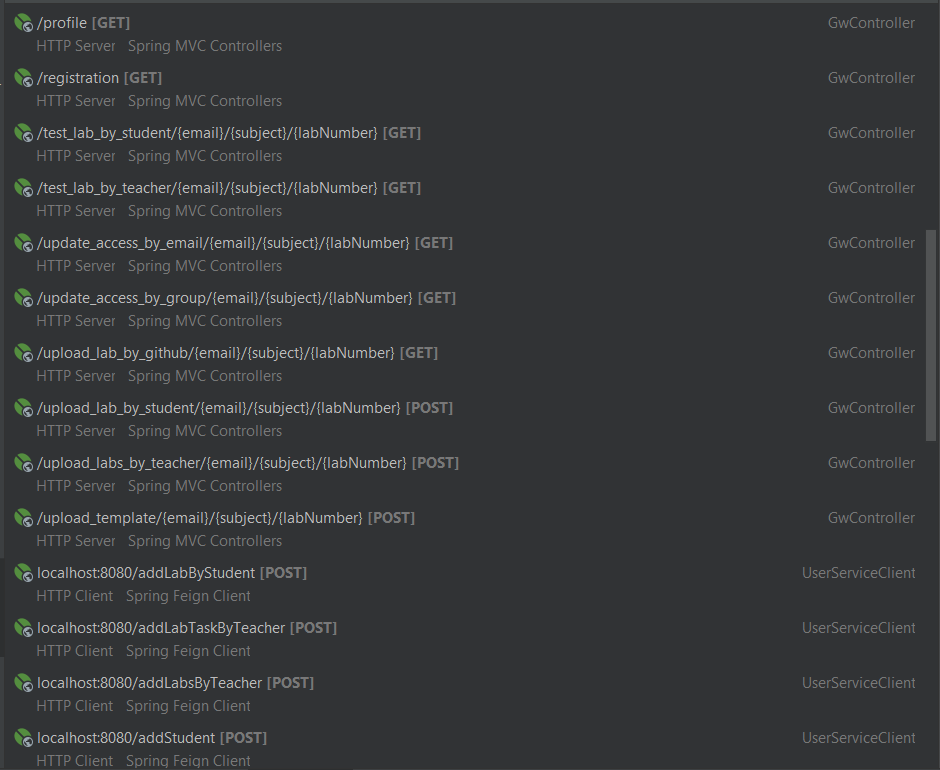 /profile [GET] GwController
HTTP Server Spring MVC Controllers
/registration [GET] GwController
HTTP Server Spring MVC Controllers
/test_lab_by_student/{email}/{subject}/{labNumber} [GET] GwController
HTTP Server Spring MVC Controllers
/test_lab_by_teacher/{email}/{subject}/{labNumber} [GET] GwController
HTTP Server Spring MVC Controllers
/update_access_by_email/{email}/{subject}/{labNumber} [GET] GwController
HTTP Server Spring MVC Controllers
/update_access_by_group/{email}/{subject}/{labNumber} [GET] GwController
HTTP Server Spring MVC Controllers
/upload_lab_by_github/{email}/{subject}/{labNumber} [GET] GwController
HTTP Server Spring MVC Controllers
/upload_lab_by_student/{email}/{subject}/{labNumber} [POST] GwController
HTTP Server Spring MVC Controllers
/upload_labs_by_teacher/{email}/{subject}/{labNumber} [POST] GwController
HTTP Server Spring MVC Controllers
/upload_template/{email}/{subject}/{labNumber} [POST] GwController
HTTP Server Spring MVC Controllers
localhost:8080/addLabByStudent [POST] UserServiceClient
HTTP Client Spring Feign Client
localhost:8080/addLabTaskByTeacher [POST] UserServiceClient
HTTP Client Spring Feign Client
localhost:8080/addLabsByTeacher [POST] UserServiceClient
HTTP Client Spring Feign Client
localhost:8080/addStudent [POST] UserServiceClient
HTTP Client Spring Feign Client